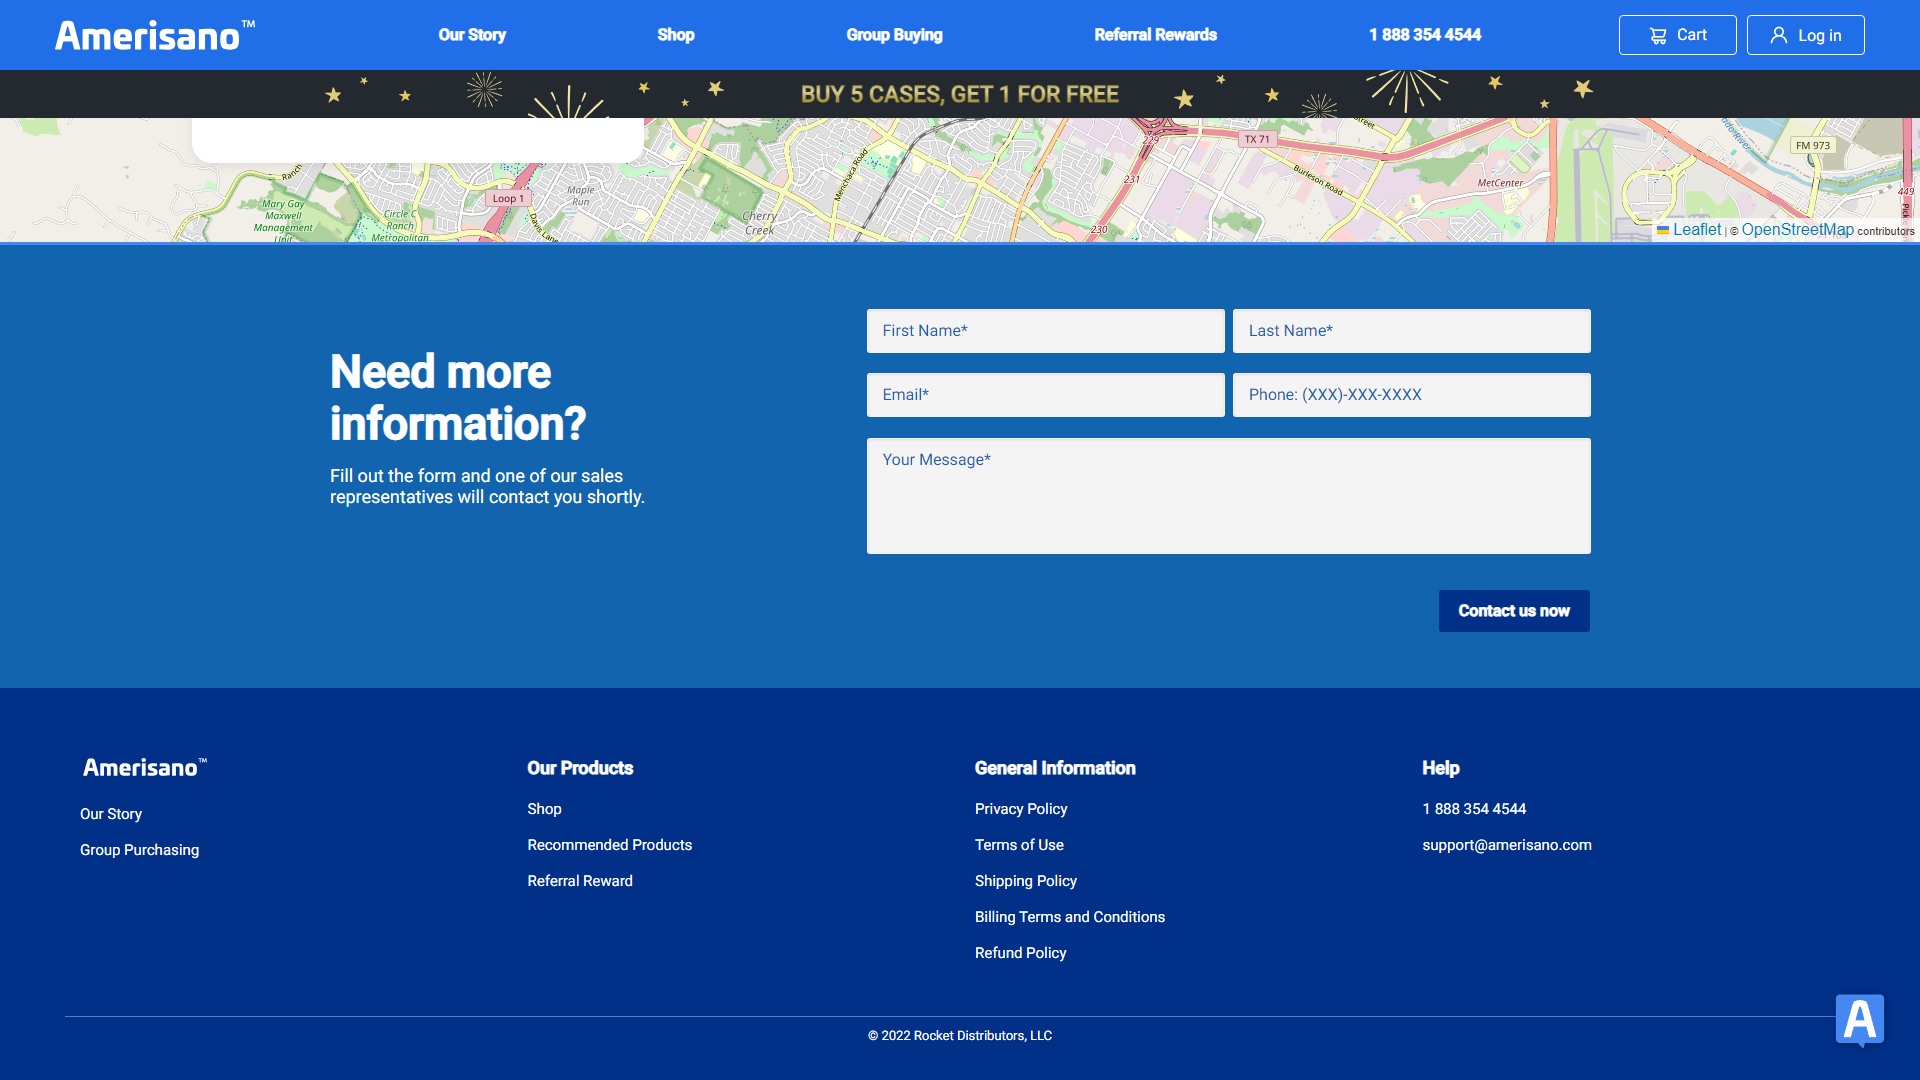 Amerisano™
Our Story
Shop
Group Buying
Referral Rewards
1 888 354 4544
Cart
Log in
BUY 5 CASES, GET 1 FOR FREE
Ranch
Mary Gay
Maxwell
Management
Unit
Circle C
Ranch
Metropolitan
Loop 1
Davis Lane
Maple
Run
Cherry
Creek
Menchaca Road
229
231
230
TX 71
Street
Burleson Road
MetCenter
FM 973
449
Leaflet | © OpenStreetMap contributors
Need more
information?
Fill out the form and one of our sales
representatives will contact you shortly.
First Name*
Last Name*
Email*
Phone: (XXX)-XXX-XXXX
Your Message*
Contact us now
Amerisano™
Our Story
Group Purchasing
Our Products
Shop
Recommended Products
Referral Reward
General Information
Privacy Policy
Terms of Use
Shipping Policy
Billing Terms and Conditions
Refund Policy
Help
1 888 354 4544
support@amerisano.com
© 2022 Rocket Distributors, LLC
A